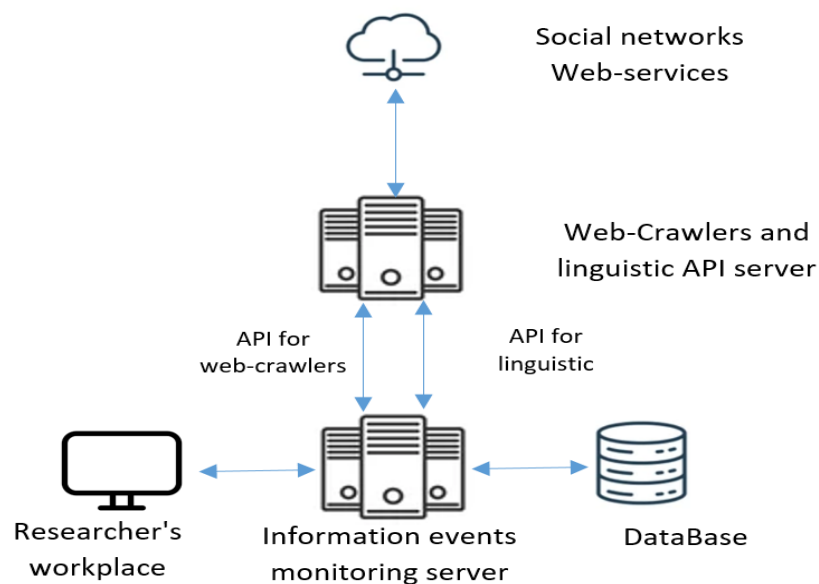 Social networks
Web-services
Web-Crawlers and
linguistic API server
API for
web-crawlers
API for
linguistic
Researcher's
workplace
Information events
monitoring server
DataBase